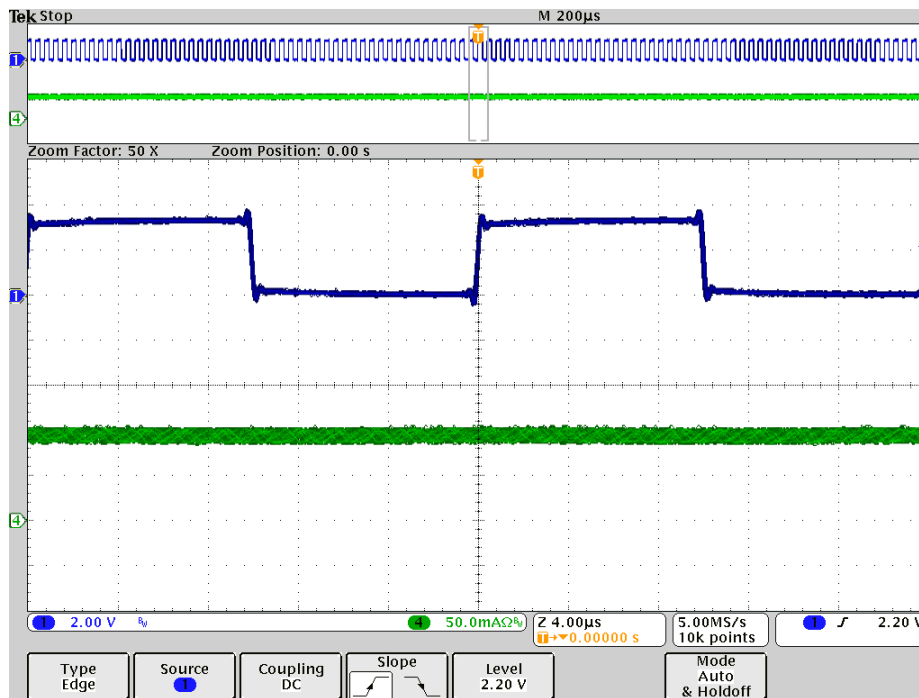 Tek Stop M 200µs
T
1
4
Zoom Factor: 50 X Zoom Position: 0.00 s
T
1
4
1 2.00 V BW 4 50.0mAΩBW Z 4.00µs 5.00MS/s 1 2.20 V
T→▼0.00000 s 10k points
Type Source Coupling Slope Level Mode
Edge 1 DC 2.20 V Auto
& Holdoff